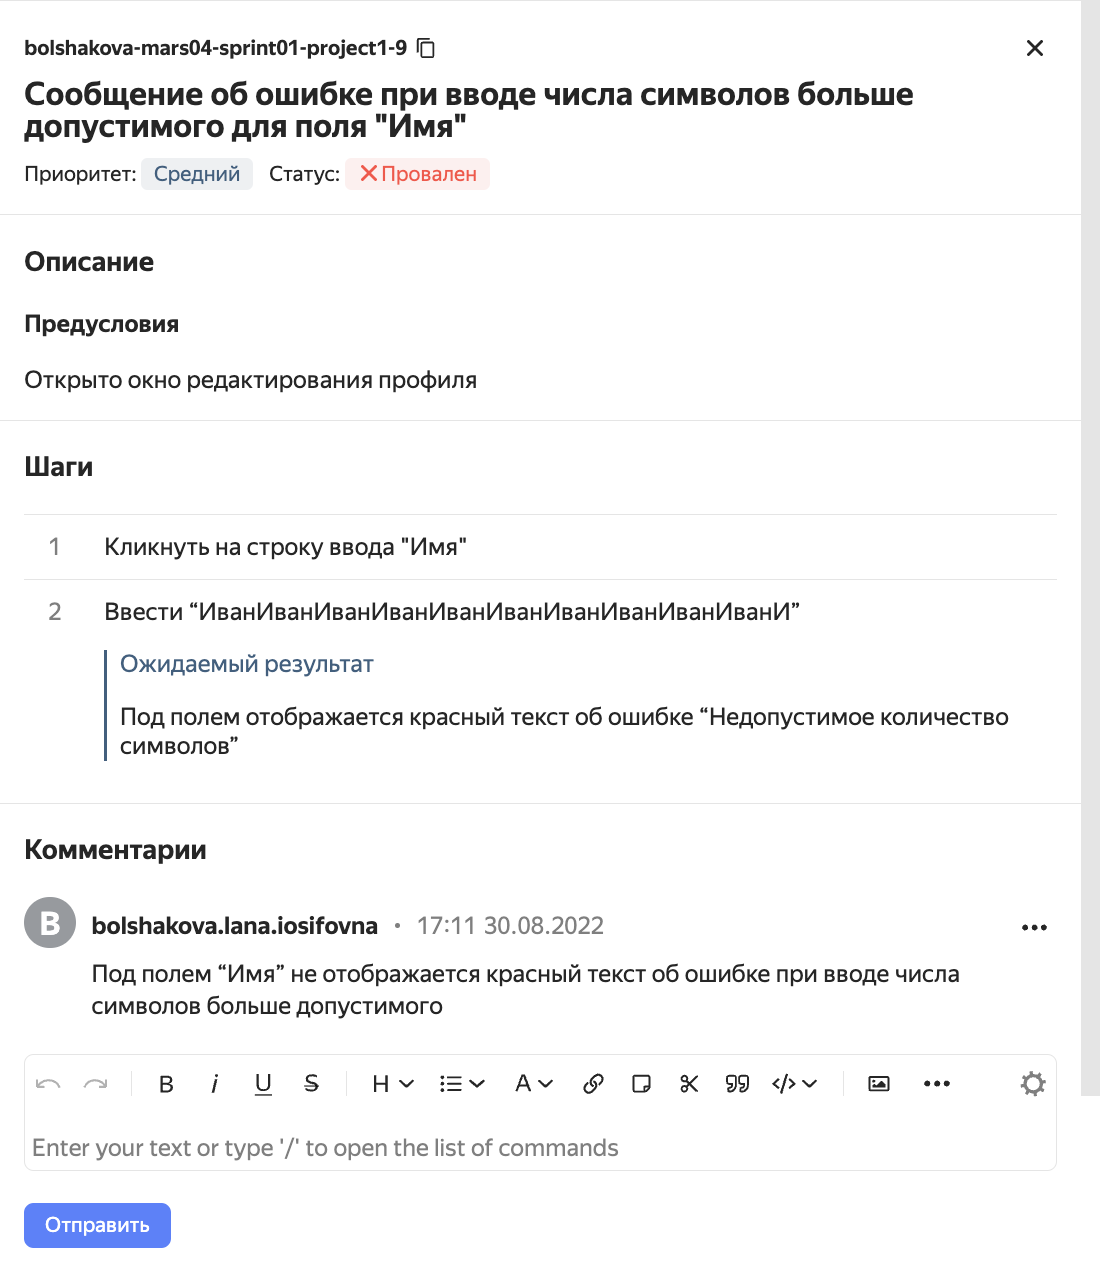 bolshakova-mars04-sprint01-project1-9
Сообщение об ошибке при вводе числа символов больше
допустимого для поля "Имя"
Приоритет: Средний Статус: Провален
Описание
Предусловия
Открыто окно редактирования профиля
Шаги
1 Кликнуть на строку ввода "Имя"
2 Ввести “ИванИванИванИванИванИванИванИванИванИванИ”
Ожидаемый результат
Под полем отображается красный текст об ошибке “Недопустимое количество
символов”
Комментарии
B bolshakova.lana.iosifovna • 17:11 30.08.2022
Под полем “Имя” не отображается красный текст об ошибке при вводе числа
символов больше допустимого
B i U S H A </>
Enter your text or type '/' to open the list of commands
Отправить